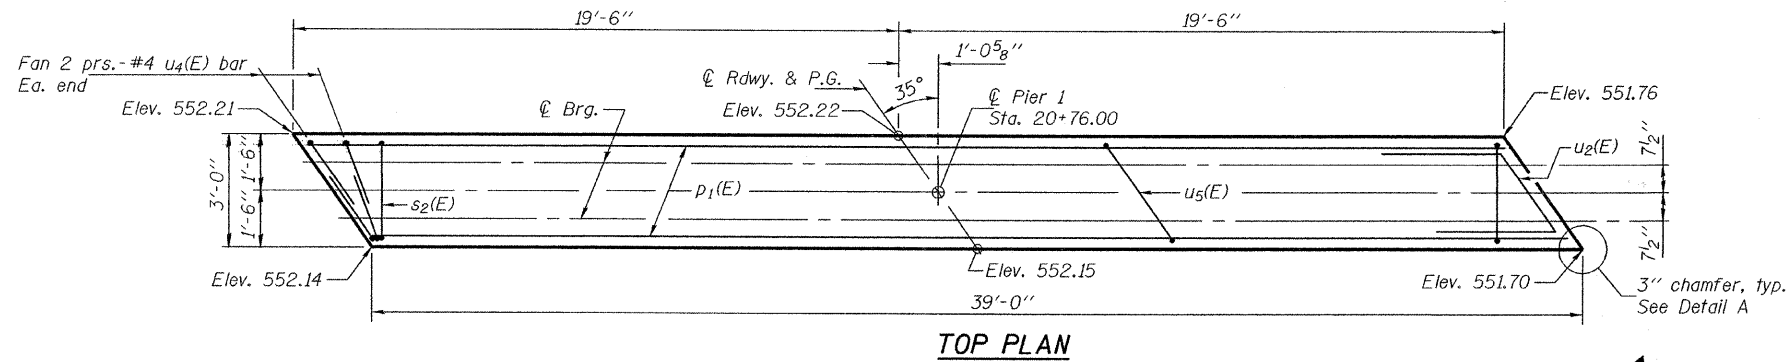 19'-6"
19'-6"
1'-0⅝"
Fan 2 prs.-#4 u4(E) bar
Ea. end
℄ Rdwy. & P.G.
35°
Elev. 552.21
℄ Brg.
Elev. 552.22
℄ Pier 1
Sta. 20+76.00
Elev. 551.76
3'-0"
1'-6"
1'-6"
s2(E)
p1(E)
u5(E)
u2(E)
7½"
7½"
Elev. 552.14
Elev. 552.15
Elev. 551.70
39'-0"
3" chamfer, typ.
See Detail A
TOP PLAN